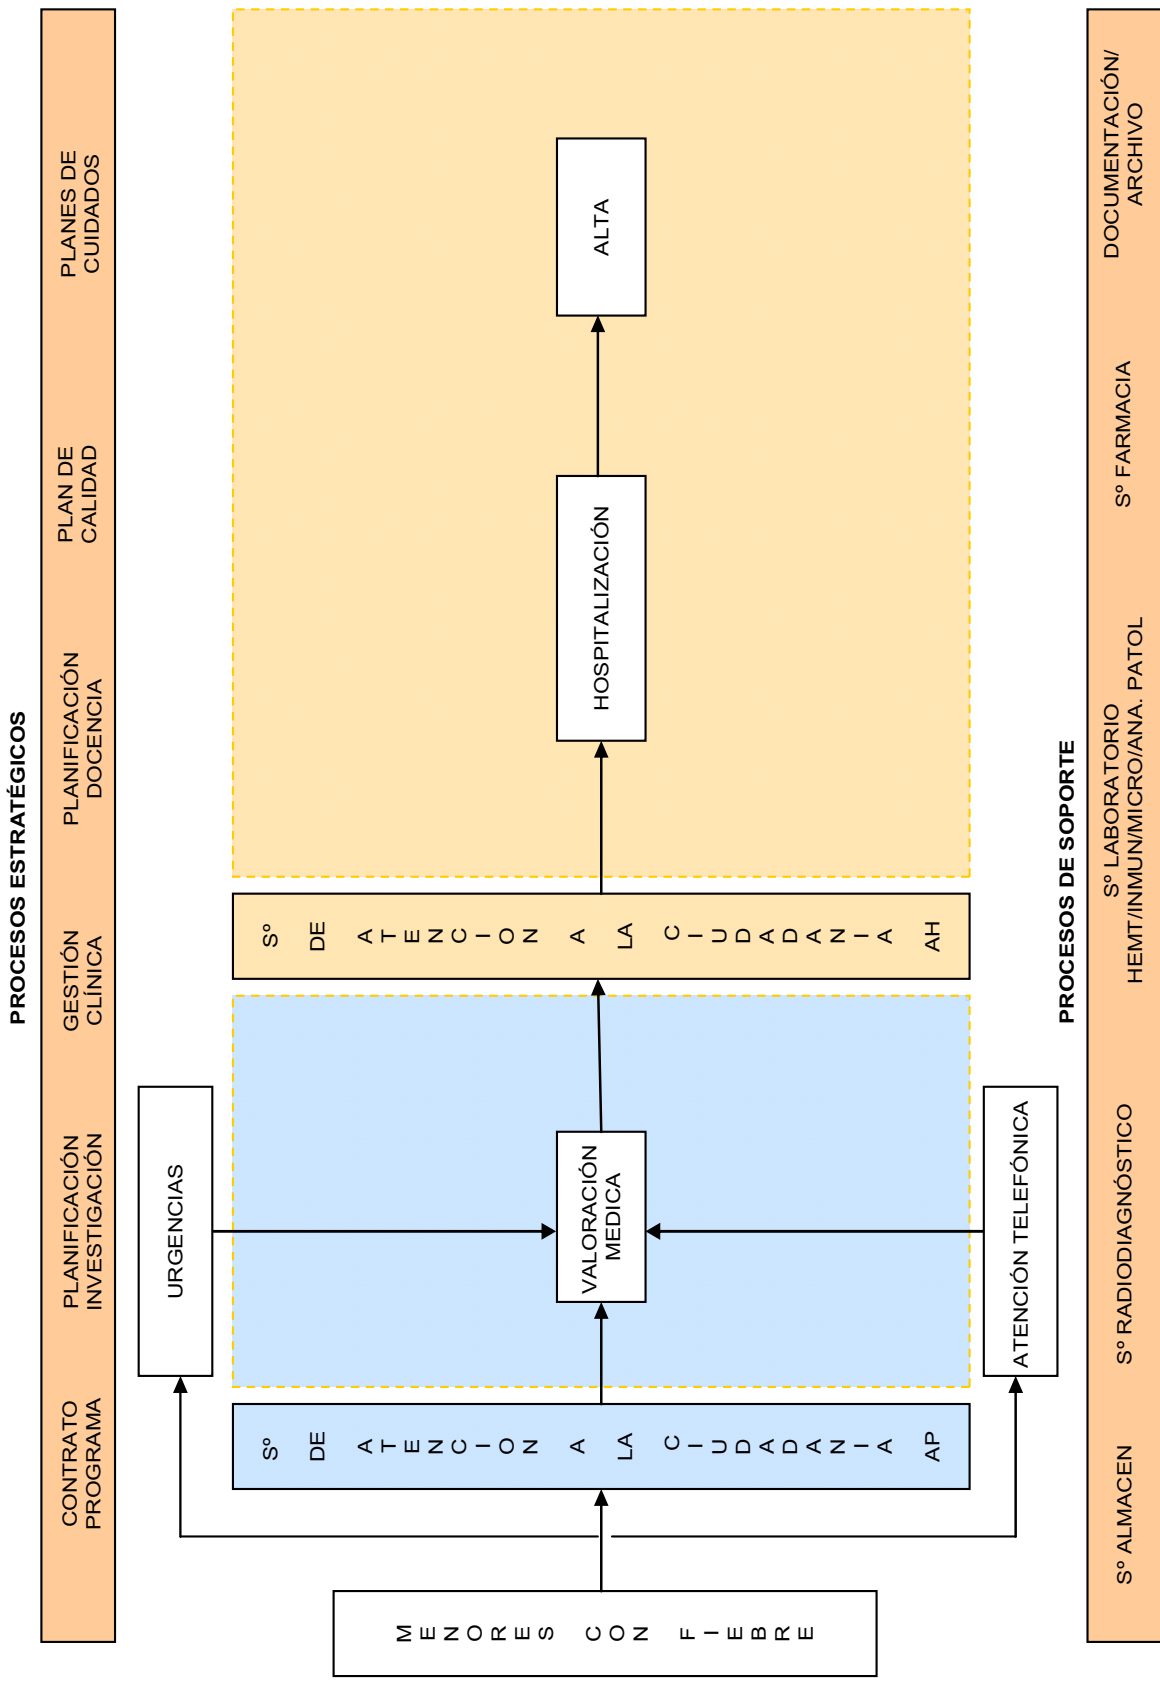 PROCESOS ESTRATÉGICOS
CONTRATO
PROGRAMA
PLANIFICACIÓN
INVESTIGACIÓN
GESTIÓN
CLÍNICA
PLANIFICACIÓN
DOCENCIA
PLAN DE
CALIDAD
PLANES DE
CUIDADOS
URGENCIAS
MENORES CON FIEBRE
Sº DE ATENCION A LA CIUDADANIA AP
VALORACIÓN
MEDICA
Sº DE ATENCION A LA CIUDADANIA AH
HOSPITALIZACIÓN
ALTA
ATENCIÓN TELEFÓNICA
PROCESOS DE SOPORTE
Sº ALMACEN
Sº RADIODIAGNÓSTICO
Sº LABORATORIO
HEMT/INMUN/MICRO/ANA. PATOL
Sº FARMACIA
DOCUMENTACIÓN/
ARCHIVO